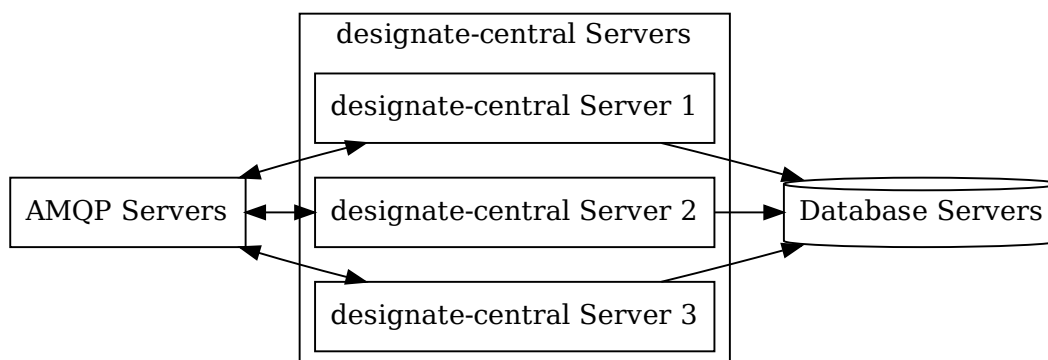 designate-central Servers
designate-central Server 1
AMQP Servers
designate-central Server 2
Database Servers
designate-central Server 3